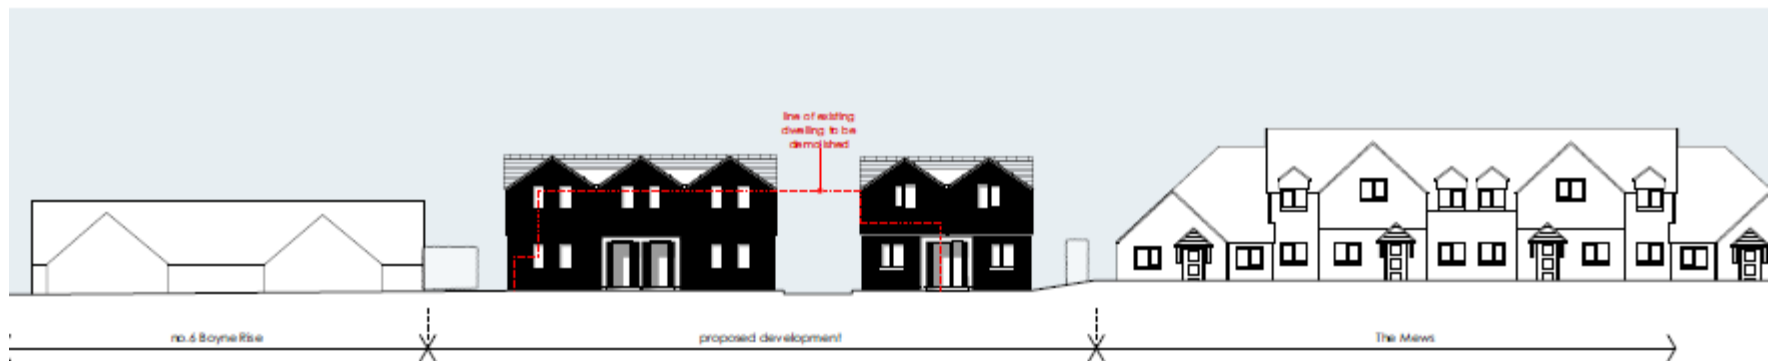 line of existing
dwelling to be
demolished
no.6 Boyne Rise
proposed development
The Mews